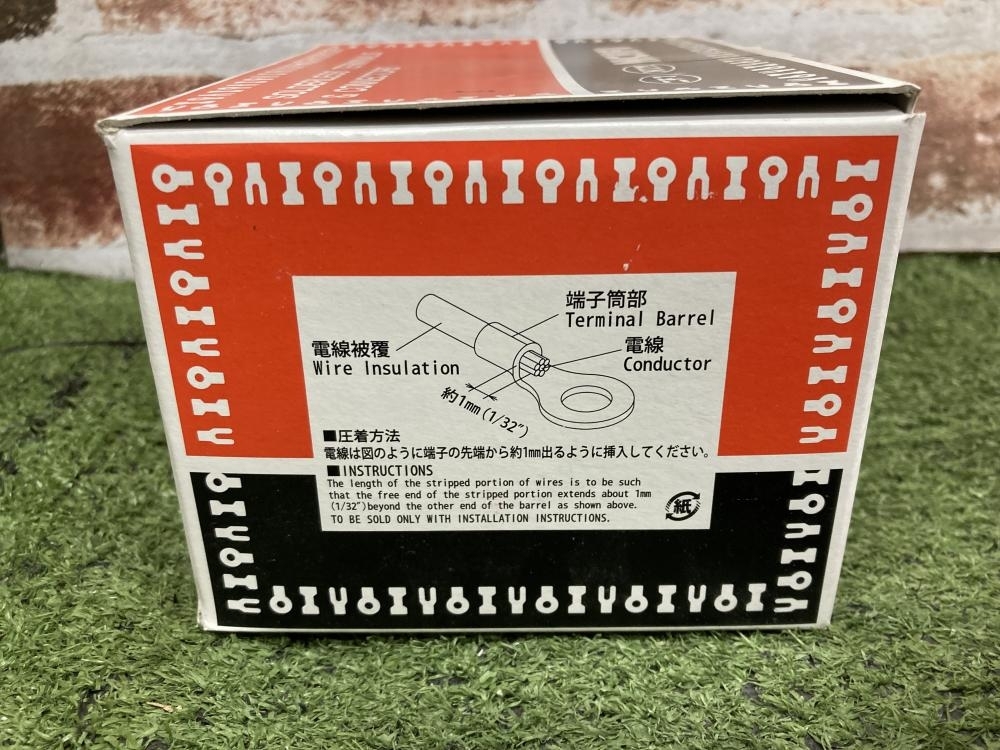 SOLDERLESS TERMINALS
& CONNECTORS
端子筒部
Terminal Barrel
電線被覆
Wire Insulation
電線
Conductor
約1mm(1/32″)
■圧着方法
電線は図のように端子の先端から約1mm出るように挿入してください。
■INSTRUCTIONS
The length of the stripped portion of wires is to be such
that the free end of the stripped portion extends about 1mm
(1/32″)beyond the other end of the barrel as shown above.
TO BE SOLD ONLY WITH INSTALLATION INSTRUCTIONS.
紙